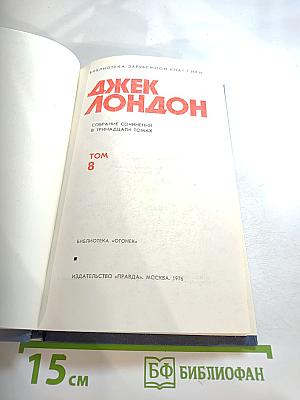 БИБЛИОТЕКА ЗАРУБЕЖНОЙ КЛАССИКИ
ДЖЕК
ЛОНДОН
СОБРАНИЕ СОЧИНЕНИЙ
В ТРИНАДЦАТИ ТОМАХ
ТОМ
8
БИБЛИОТЕКА «ОГОНЕК»
ИЗДАТЕЛЬСТВО «ПРАВДА». МОСКВА. 1976
15 см
БФ БИБЛИОФАН